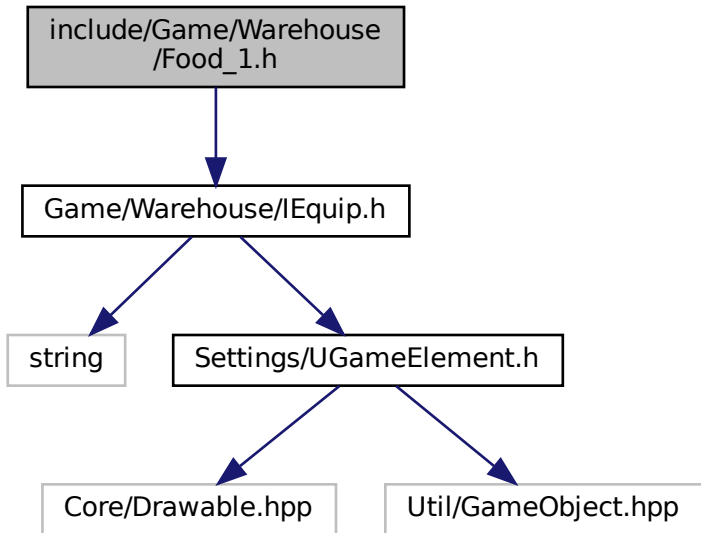 include/Game/Warehouse
/Food_1.h
Game/Warehouse/IEquip.h
string
Settings/UGameElement.h
Core/Drawable.hpp
Util/GameObject.hpp